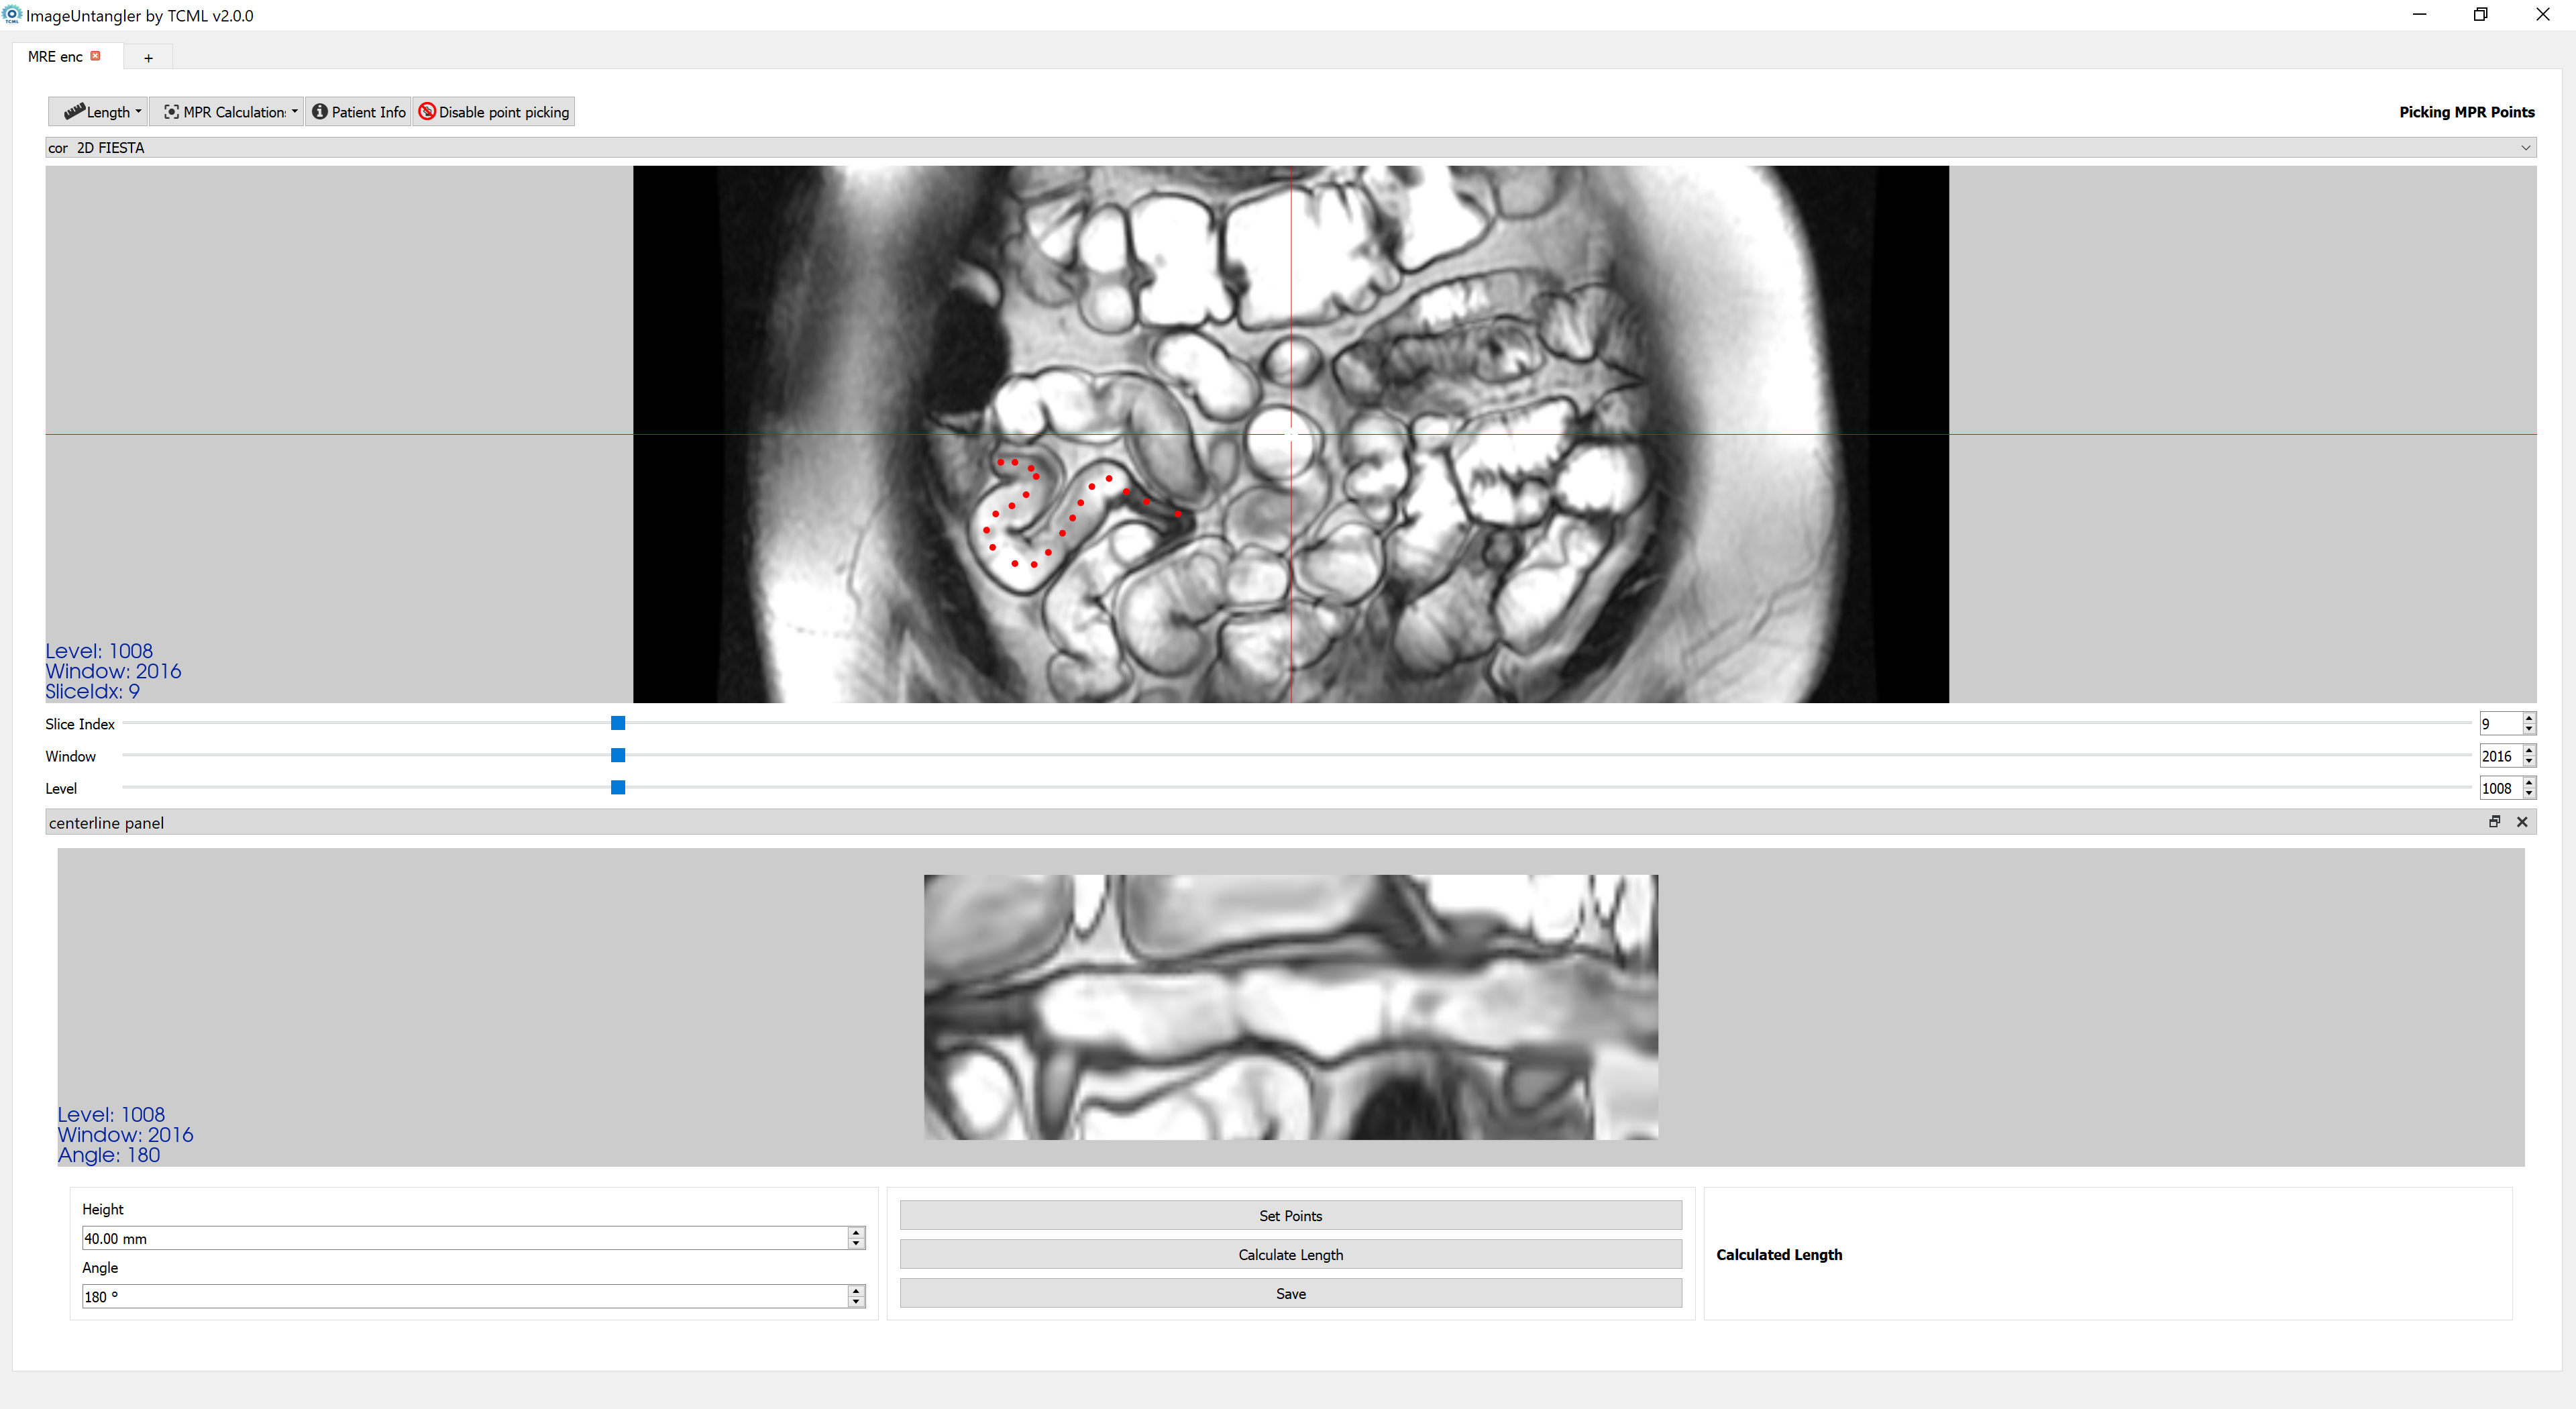 ImageUntangler by TCML v2.0.0
MRE enc
+
Length MPR Calculation: Patient Info Disable point picking Picking MPR Points
cor 2D FIESTA
Level: 1008
Window: 2016
SliceIdx: 9
Slice Index 9
Window 2016
Level 1008
centerline panel
Level: 1008
Window: 2016
Angle: 180
Height
40.00 mm
Angle
180 °
Set Points
Calculate Length
Save
Calculated Length